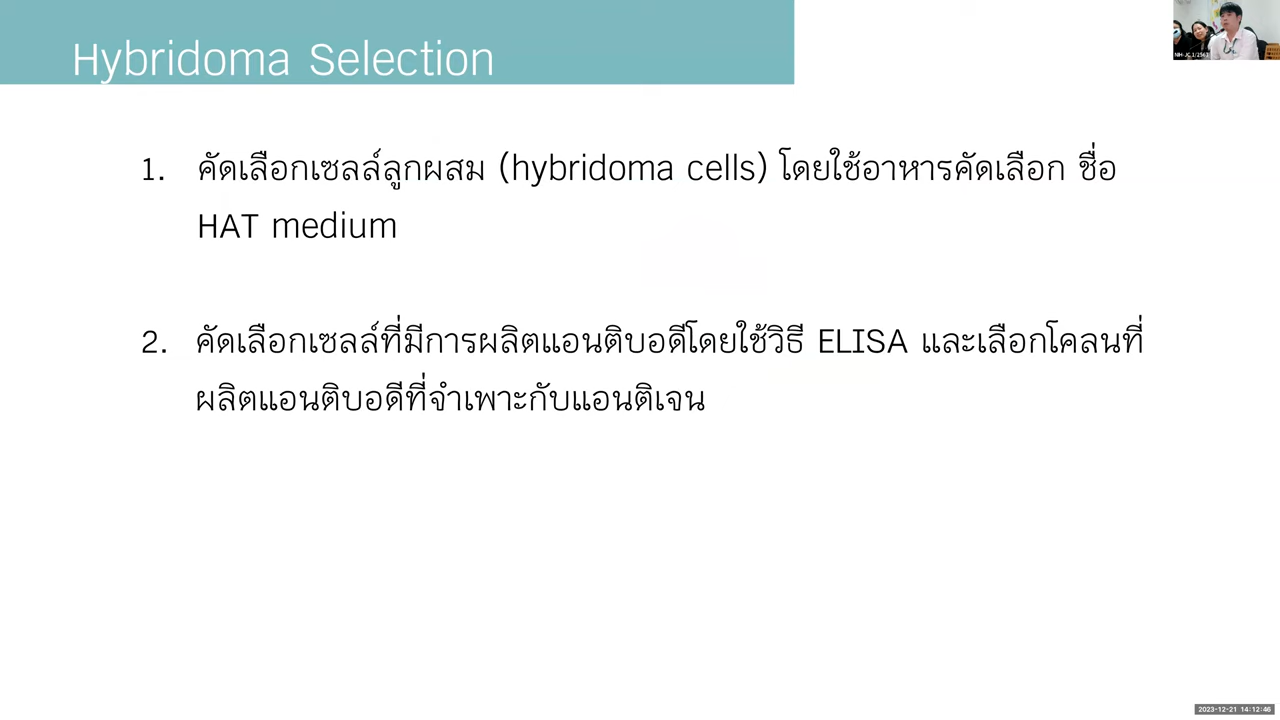 Hybridoma Selection
1. คัดเลือกเซลล์ลูกผสม (hybridoma cells) โดยใช้อาหารคัดเลือก ชื่อ
HAT medium
2. คัดเลือกเซลล์ที่มีการผลิตแอนติบอดีโดยใช้วิธี ELISA และเลือกโคลนที่
ผลิตแอนติบอดีที่จำเพาะกับแอนติเจน
NIH-JC.1/2563
2023-12-21 14:12:46